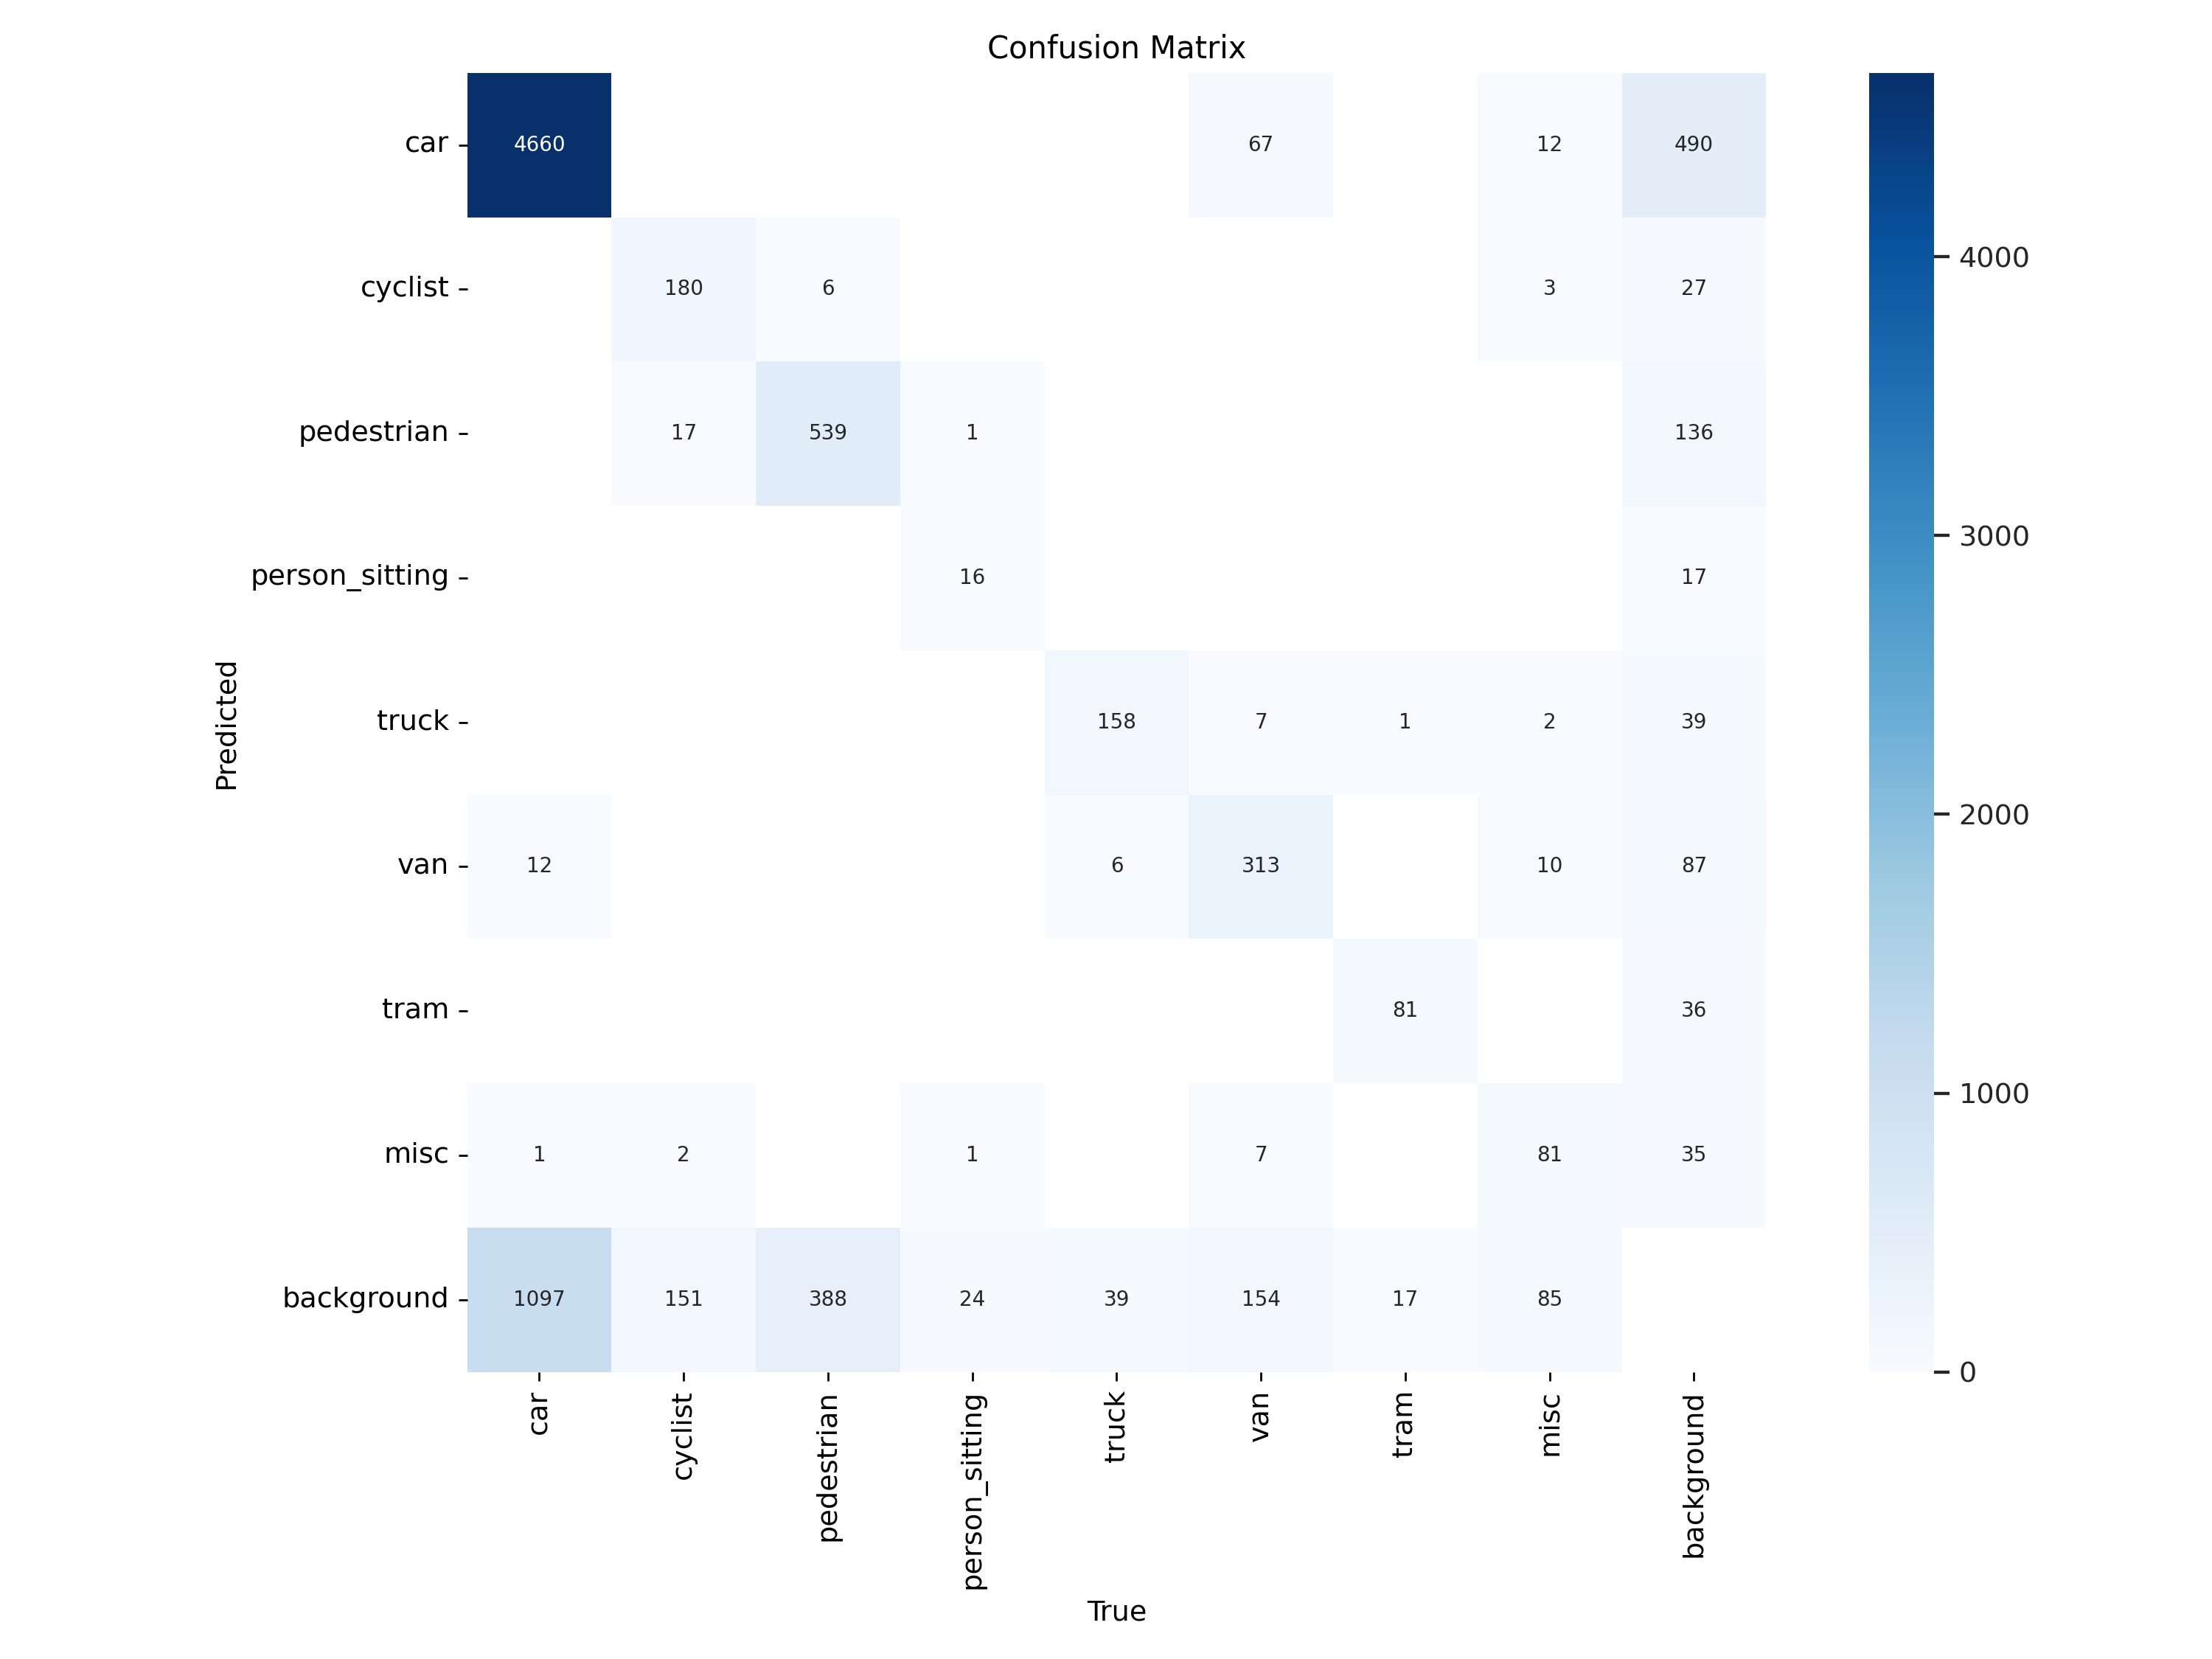 Confusion Matrix
car 4660 67 12 490
cyclist 180 6 3 27
pedestrian 17 539 1 136
person_sitting 16 17
truck 158 7 1 2 39
van 12 6 313 10 87
tram 81 36
misc 1 2 1 7 81 35
background 1097 151 388 24 39 154 17 85
Predicted
car cyclist pedestrian person_sitting truck van tram misc background
True
4000
3000
2000
1000
0